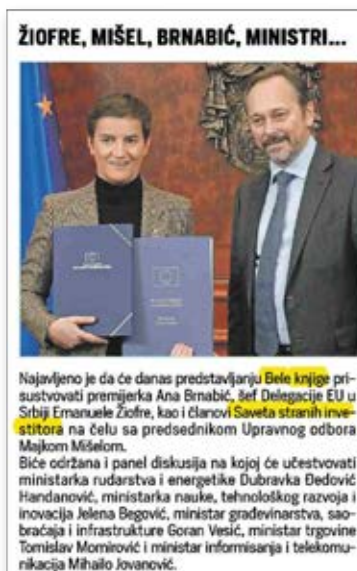 ŽIOFRE, MIŠEL, BRNABIĆ, MINISTRI...
Najavljeno je da će danas predstavljanju Bele knjige pri-
sustvovati premijerka Ana Brnabić, šef Delegacije EU u
Srbiji Emanuele Žiofre, kao i članovi Saveta stranih inve-
stitora na čelu sa predsednikom Upravnog odbora
Majkom Mišelom.
Biće održana i panel diskusija na kojoj će učestvovati
ministarka rudarstva i energetike Dubravka Đedović
Handanović, ministarka nauke, tehnološkog razvoja i
inovacija Jelena Begović, ministar građevinarstva, sao-
braćaja i infrastrukture Goran Vesić, ministar trgovine
Tomislav Momirović i ministar informisanja i telekomu-
nikacija Mihailo Jovanović.